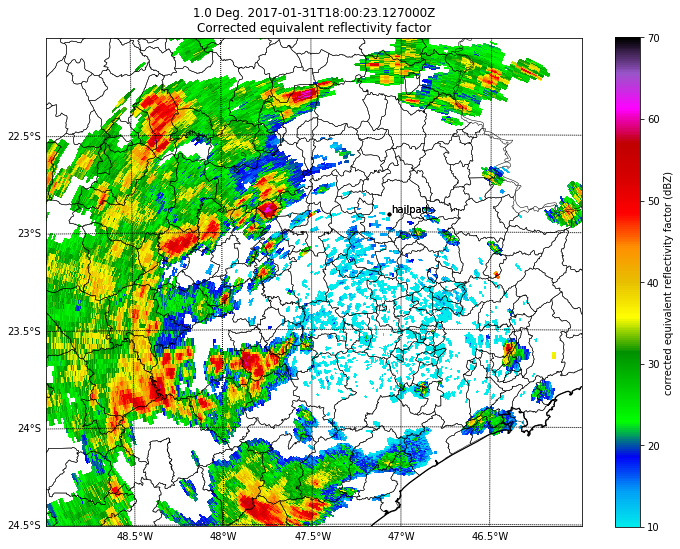 1.0 Deg. 2017-01-31T18:00:23.127000Z
Corrected equivalent reflectivity factor
22.5°S
23°S
23.5°S
24°S
24.5°S
48.5°W
48°W
47.5°W
47°W
46.5°W
hailpad
70
60
50
40
30
20
10
corrected equivalent reflectivity factor (dBZ)